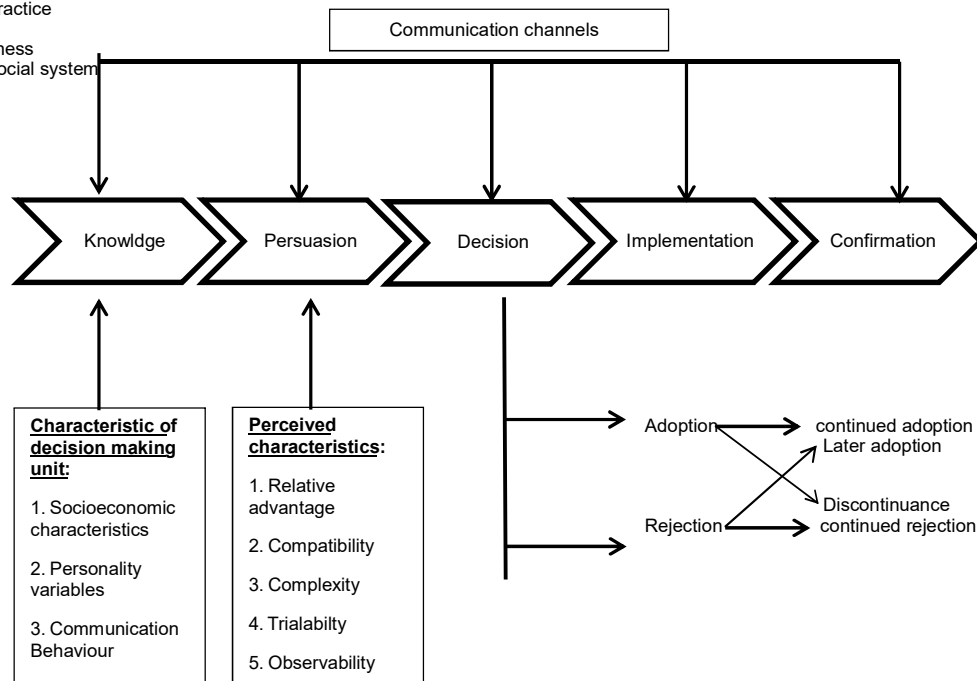 ocial system
Communication channels
Knowldge
Persuasion
Decision
Implementation
Confirmation
Characteristic of
decision making
unit:
1. Socioeconomic
characteristics
2. Personality
variables
3. Communication
Behaviour
Perceived
characteristics:
1. Relative
advantage
2. Compatibility
3. Complexity
4. Trialabilty
5. Observability
Adoption
Rejection
continued adoption
Later adoption
Discontinuance
continued rejection